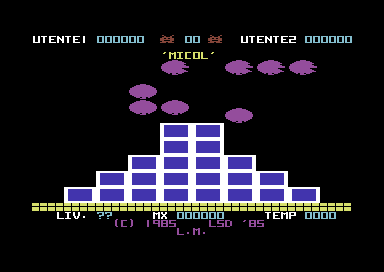 UTENTE1 000000 00 UTENTE2 000000
'MICOL'
LIV. ?? MX 000000 TEMP 0000
(C) 1985 LSD '85
L.M.